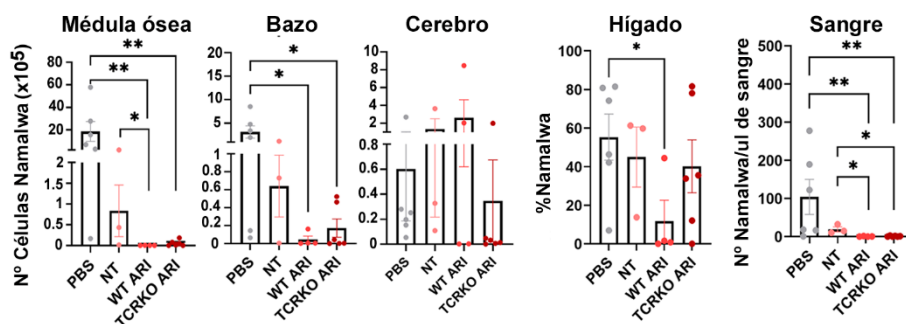 Médula ósea
Nº Células Namalwa (x10⁵)
**
**
*
80
60
40
20
2
1
0.5
0
PBS
NT
WT ARI
TCRKO ARI
Bazo
*
*
15
10
5
1
0.8
0.6
0.4
0.2
0
PBS
NT
WT ARI
TCRKO ARI
Cerebro
10
8
6
4
2
0.8
0.6
0.4
0.2
0
PBS
NT
WT ARI
TCRKO ARI
Hígado
%Namalwa
*
100
80
60
40
20
0
PBS
NT
WT ARI
TCRKO ARI
Sangre
Nº Namalwa/ul de sangre
**
**
*
*
500
400
300
200
100
0
PBS
NT
WT ARI
TCRKO ARI